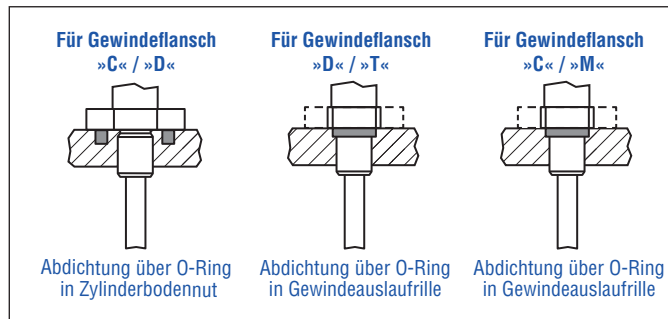 Für Gewindeflansch
»C« / »D«
Abdichtung über O-Ring
in Zylinderbodennut
Für Gewindeflansch
»D« / »T«
Abdichtung über O-Ring
in Gewindeauslaufrille
Für Gewindeflansch
»C« / »M«
Abdichtung über O-Ring
in Gewindeauslaufrille